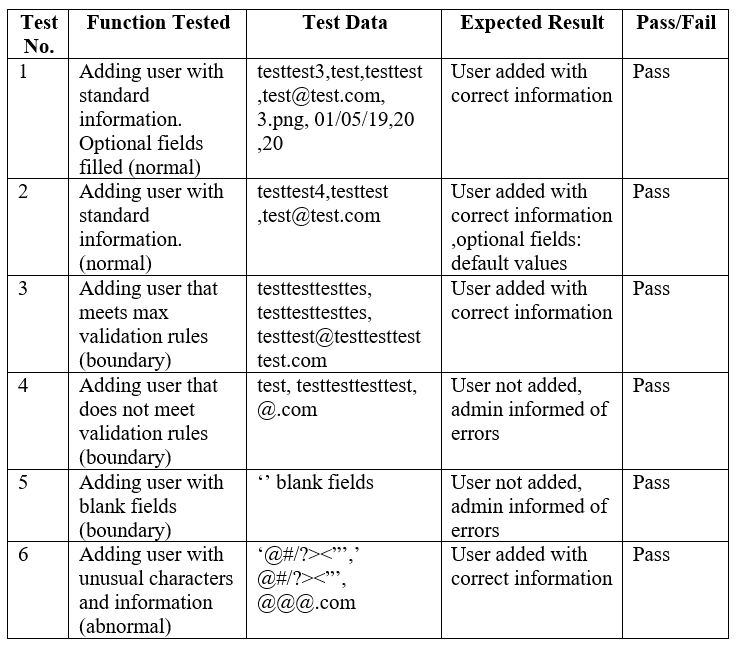 Test No.
Function Tested
Test Data
Expected Result
Pass/Fail
1
Adding user with
standard
information.
Optional fields
filled (normal)
testtest3,test,testtest
,test@test.com,
3.png, 01/05/19,20
,20
User added with
correct information
Pass
2
Adding user with
standard
information.
(normal)
testtest4,testtest
,test@test.com
User added with
correct information
,optional fields:
default values
Pass
3
Adding user that
meets max
validation rules
(boundary)
testtesttesttes,
testtesttesttes,
testtest@testtesttest
test.com
User added with
correct information
Pass
4
Adding user that
does not meet
validation rules
(boundary)
test, testtesttesttest,
@.com
User not added,
admin informed of
errors
Pass
5
Adding user with
blank fields
(boundary)
‘’ blank fields
User not added,
admin informed of
errors
Pass
6
Adding user with
unusual characters
and information
(abnormal)
‘@#/?><”’,’
@#/?><”’,
@@@.com
User added with
correct information
Pass